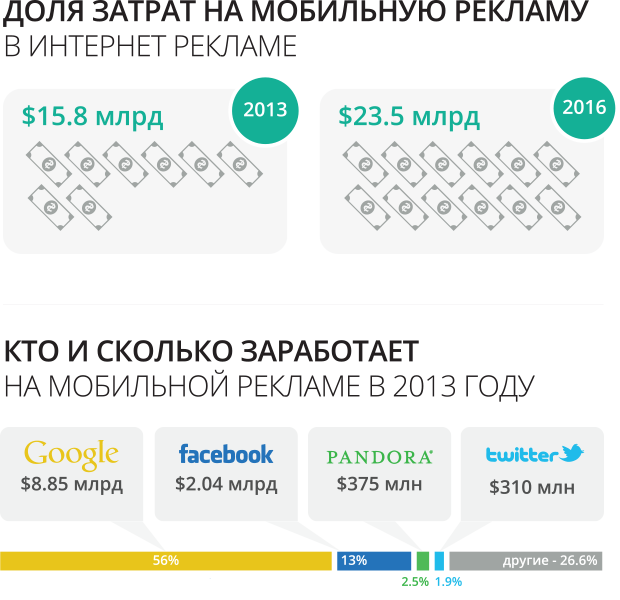 ДОЛЯ ЗАТРАТ НА МОБИЛЬНУЮ РЕКЛАМУ
В ИНТЕРНЕТ РЕКЛАМЕ
$15.8 млрд
2013
$23.5 млрд
2016
КТО И СКОЛЬКО ЗАРАБОТАЕТ
НА МОБИЛЬНОЙ РЕКЛАМЕ В 2013 ГОДУ
Google
$8.85 млрд
facebook
$2.04 млрд
PANDORA
$375 млн
twitter
$310 млн
56%
13%
другие - 26.6%
2.5%
1.9%